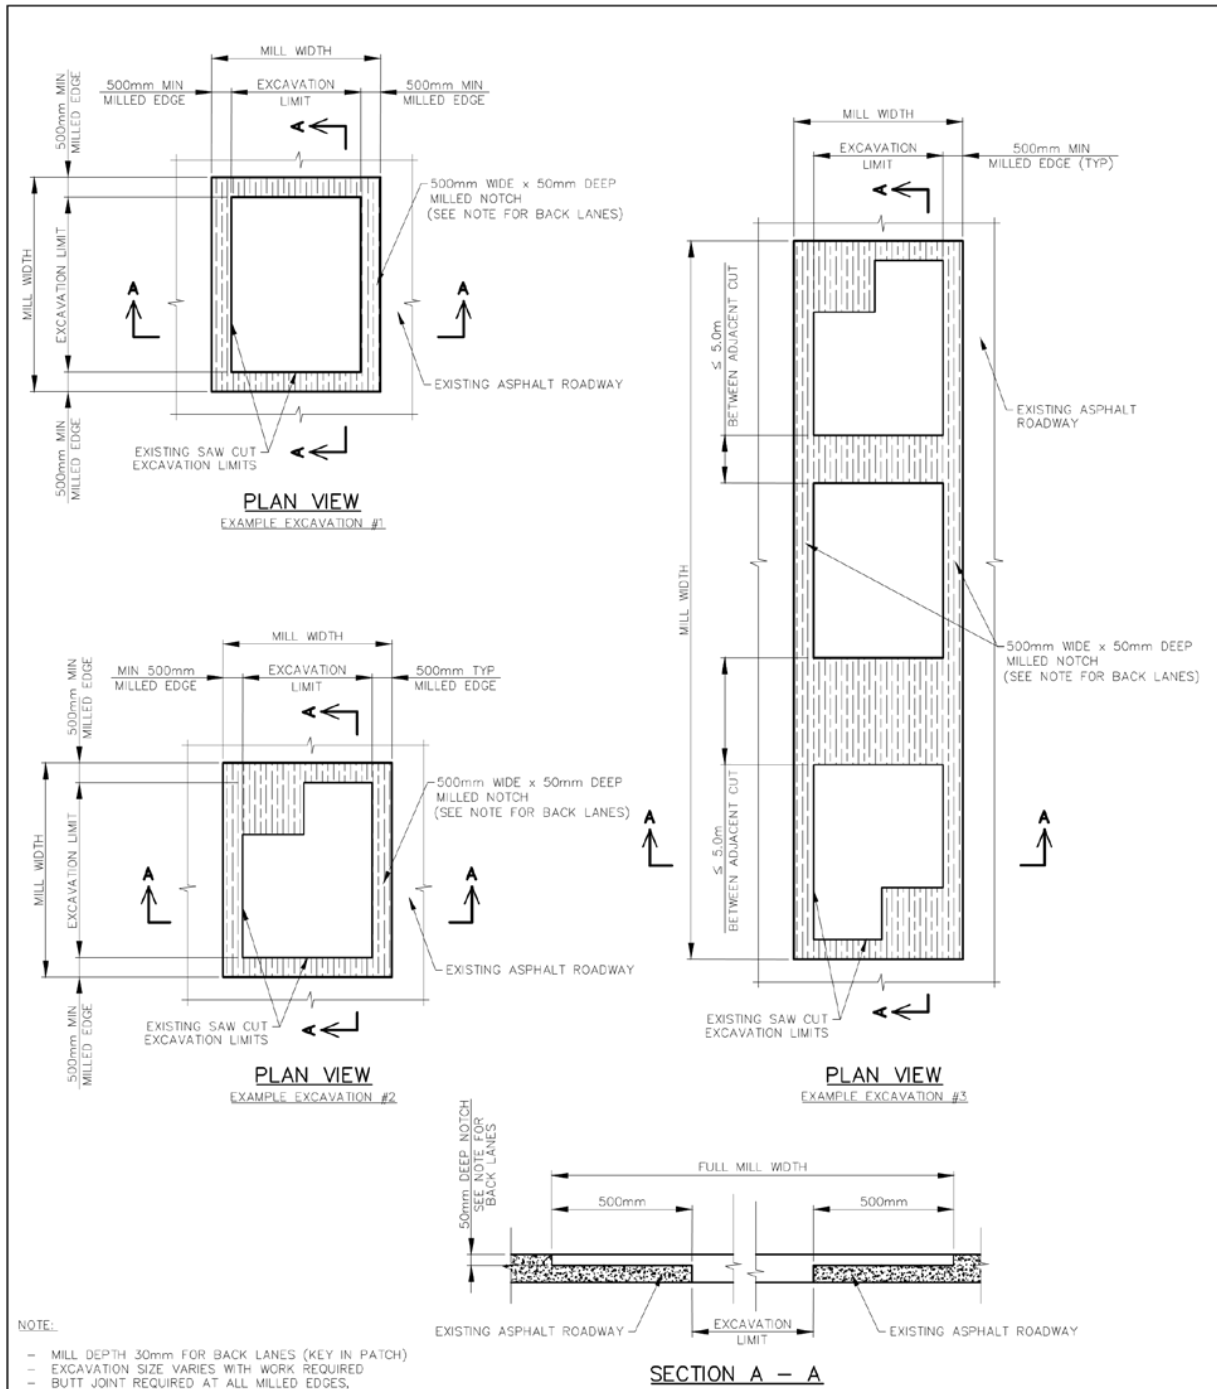 MILL WIDTH
500mm MIN
MILLED EDGE
EXCAVATION
LIMIT
500mm MIN
MILLED EDGE
500mm MIN
MILLED EDGE
A
500mm WIDE x 50mm DEEP
MILLED NOTCH
(SEE NOTE FOR BACK LANES)
MILL WIDTH
EXCAVATION LIMIT
A
A
EXISTING ASPHALT ROADWAY
500mm MIN
MILLED EDGE
EXISTING SAW CUT
EXCAVATION LIMITS
A
PLAN VIEW
EXAMPLE EXCAVATION #1
MILL WIDTH
MIN 500mm
MILLED EDGE
EXCAVATION
LIMIT
500mm TYP
MILLED EDGE
500mm MIN
MILLED EDGE
A
500mm WIDE x 50mm DEEP
MILLED NOTCH
(SEE NOTE FOR BACK LANES)
MILL WIDTH
EXCAVATION LIMIT
A
A
EXISTING ASPHALT ROADWAY
500mm MIN
MILLED EDGE
EXISTING SAW CUT
EXCAVATION LIMITS
A
PLAN VIEW
EXAMPLE EXCAVATION #2
MILL WIDTH
EXCAVATION
LIMIT
500mm MIN
MILLED EDGE (TYP)
A
≤ 5.0m
BETWEEN ADJACENT CUT
EXISTING ASPHALT
ROADWAY
MILL WIDTH
500mm WIDE x 50mm DEEP
MILLED NOTCH
(SEE NOTE FOR BACK LANES)
≤ 5.0m
BETWEEN ADJACENT CUT
A
A
EXISTING SAW CUT
EXCAVATION LIMITS
A
PLAN VIEW
EXAMPLE EXCAVATION #3
50mm DEEP NOTCH
SEE NOTE FOR
BACK LANES
FULL MILL WIDTH
500mm
500mm
EXISTING ASPHALT ROADWAY
EXCAVATION
LIMIT
EXISTING ASPHALT ROADWAY
SECTION A – A
NOTE:
– MILL DEPTH 30mm FOR BACK LANES (KEY IN PATCH)
– EXCAVATION SIZE VARIES WITH WORK REQUIRED
– BUTT JOINT REQUIRED AT ALL MILLED EDGES,